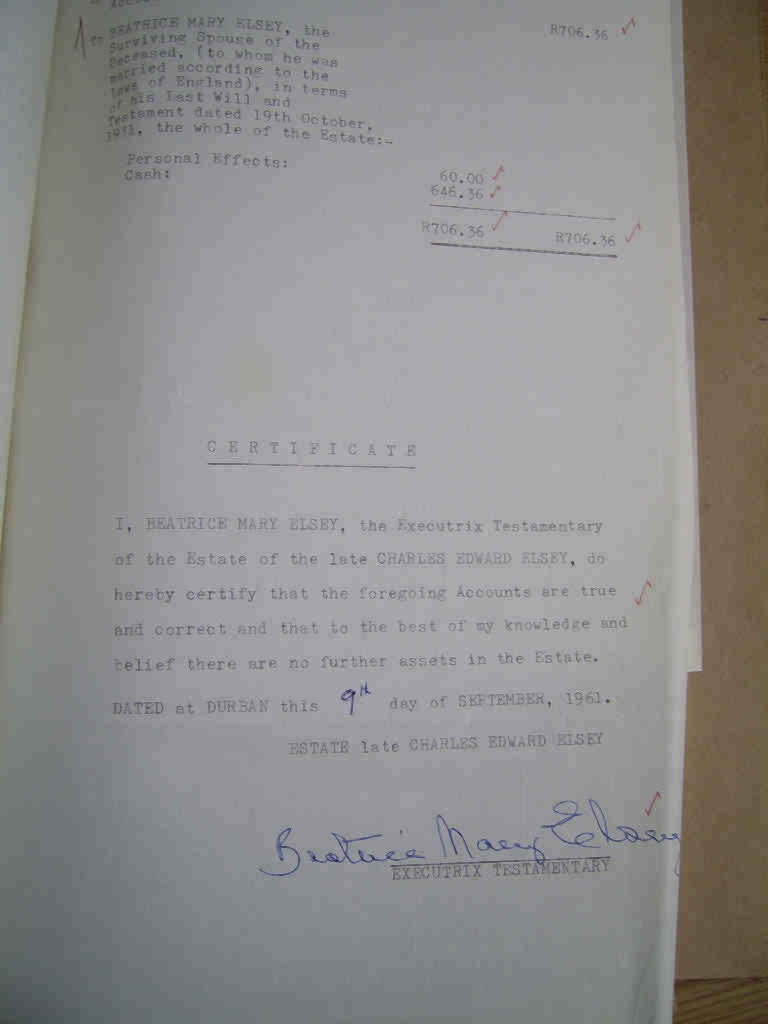 to BEATRICE MARY ELSEY, the R706.36
Surviving Spouse of the
Deceased, (to whom he was
married according to the
laws of England), in terms
of his Last Will and
Testament dated 19th October,
the whole of the Estate:-
Personal Effects: 60.00
Cash: 646.36
R706.36 R706.36
CERTIFICATE
I, BEATRICE MARY ELSEY, the Executrix Testamentary
of the Estate of the late CHARLES EDWARD ELSEY, do
hereby certify that the foregoing Accounts are true
and correct and that to the best of my knowledge and
belief there are no further assets in the Estate.
DATED at DURBAN this 9th day of SEPTEMBER, 1961.
ESTATE late CHARLES EDWARD ELSEY
Beatrice Mary Elsey
EXECUTRIX TESTAMENTARY